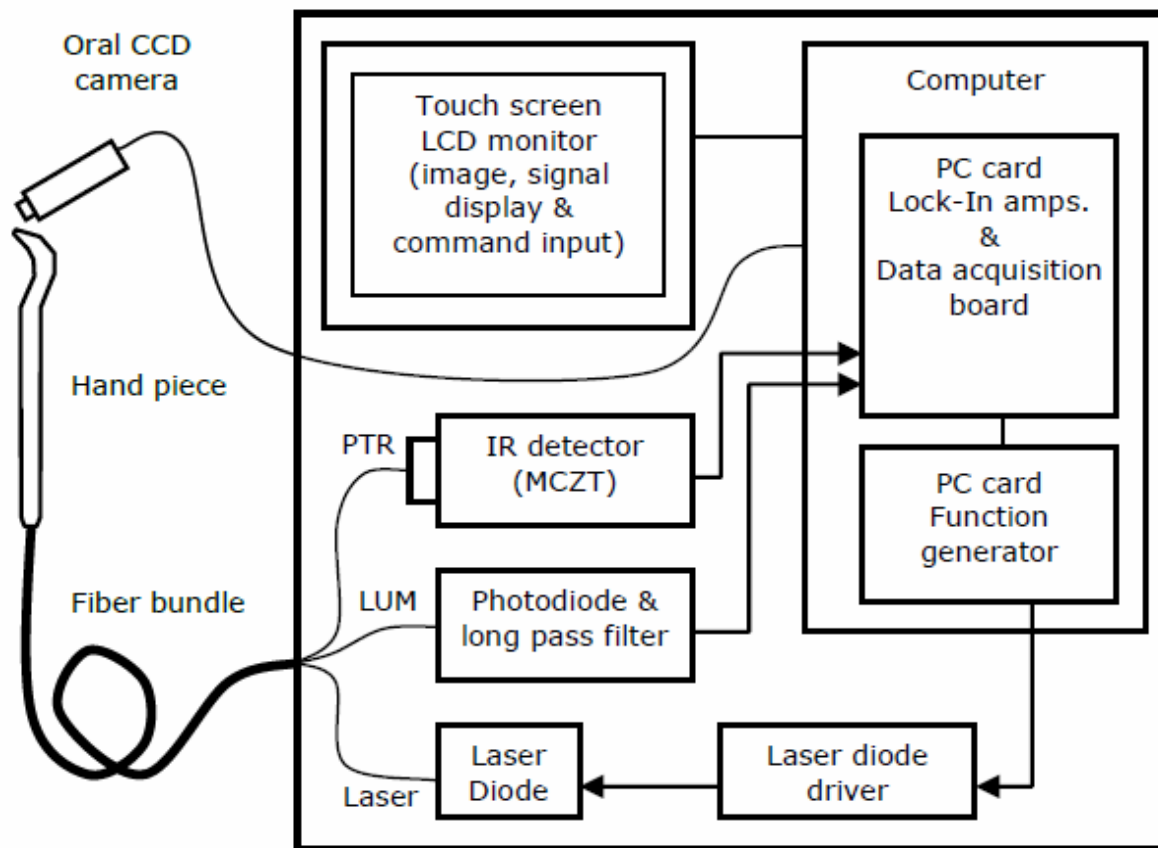 Oral CCD
camera
Touch screen
LCD monitor
(image, signal
display &
command input)
Computer
PC card
Lock-In amps.
&
Data acquisition
board
Hand piece
PTR
IR detector
(MCZT)
PC card
Function
generator
Fiber bundle
LUM
Photodiode &
long pass filter
Laser
Laser
Diode
Laser diode
driver